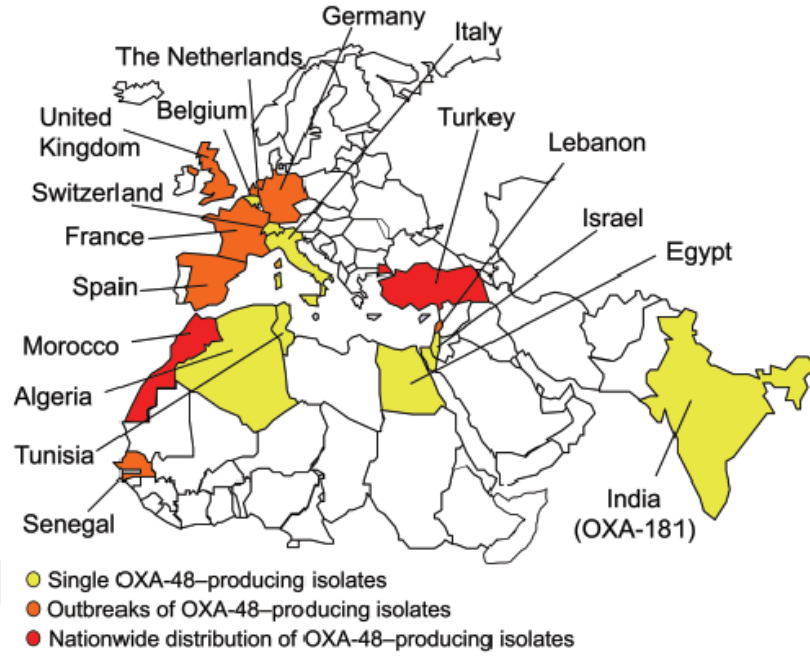 Germany
Italy
The Netherlands
Belgium
Turkey
United
Kingdom
Lebanon
Switzerland
Israel
France
Egypt
Spain
Morocco
Algeria
Tunisia
India
(OXA-181)
Senegal
Single OXA-48–producing isolates
Outbreaks of OXA-48–producing isolates
Nationwide distribution of OXA-48–producing isolates